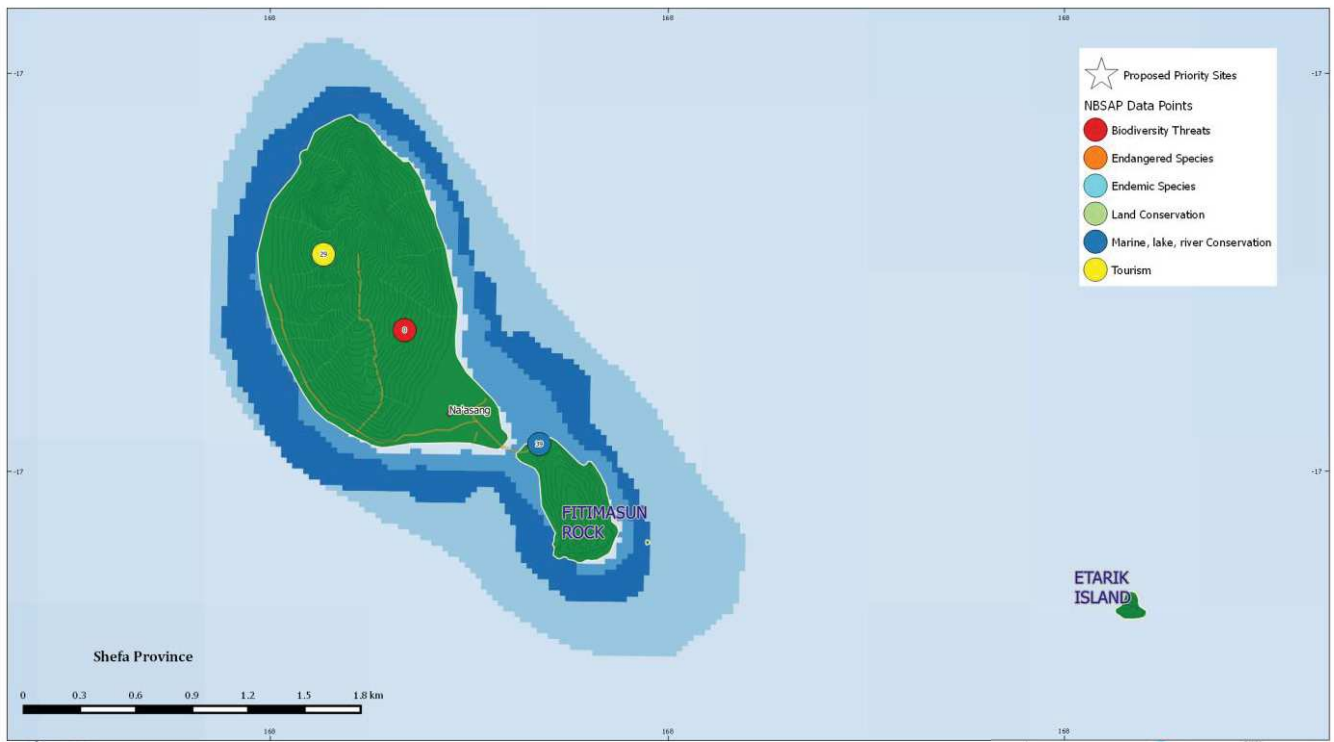 168
168
168
-17
-17
Proposed Priority Sites
NBSAP Data Points
Biodiversity Threats
Endangered Species
Endemic Species
Land Conservation
Marine, lake, river Conservation
Tourism
29
Na'asang
39
FITIMASUN
ROCK
-17
-17
ETARIK
ISLAND
Shefa Province
0 0.3 0.6 0.9 1.2 1.5 1.8 km
168
168
168